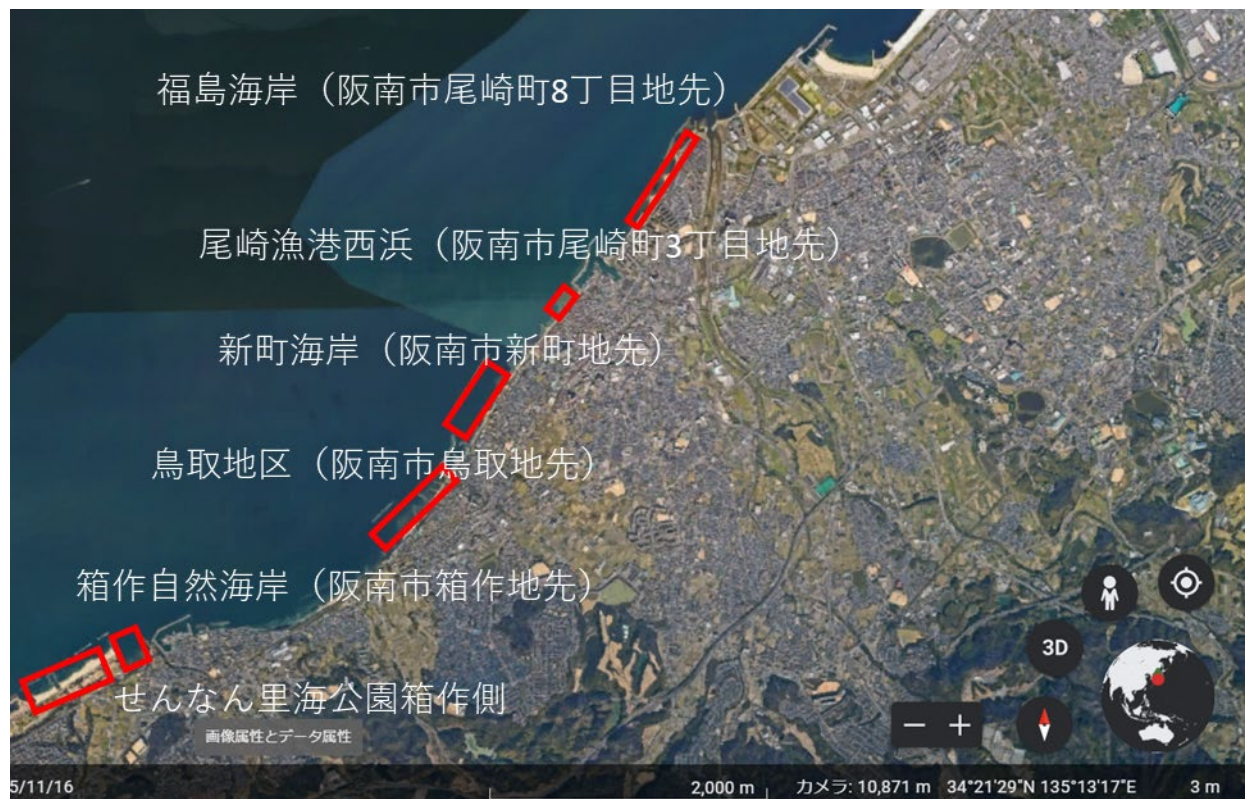 福島海岸（阪南市尾崎町8丁目地先）
尾崎漁港西浜（阪南市尾崎町3丁目地先）
新町海岸（阪南市新町地先）
鳥取地区（阪南市鳥取地先）
箱作自然海岸（阪南市箱作地先）
3D
せんなん里海公園箱作側
画像属性とデータ属性
5/11/16 2,000 m カメラ: 10,871 m 34°21'29"N 135°13'17"E 3 m